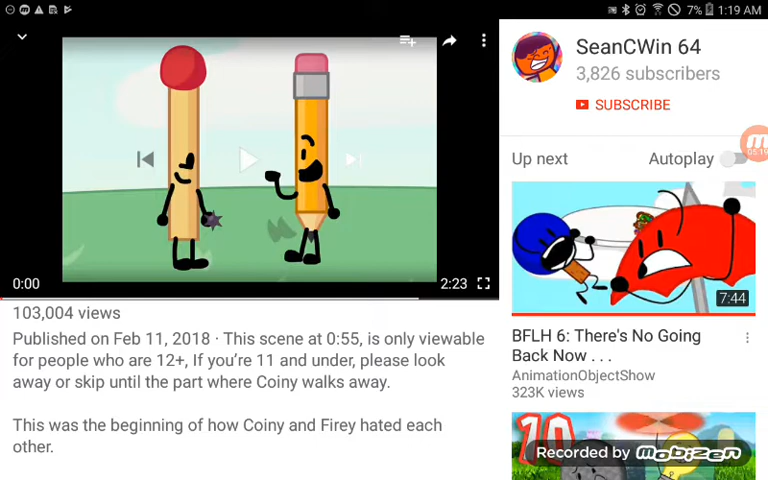 7% 1:19 AM
SeanCWin 64
3,826 subscribers
SUBSCRIBE
05:19
Up next Autoplay
0:00 2:23
7:44
103,004 views
Published on Feb 11, 2018 · This scene at 0:55, is only viewable
for people who are 12+, If you're 11 and under, please look
away or skip until the part where Coiny walks away.
This was the beginning of how Coiny and Firey hated each
other.
BFLH 6: There's No Going
Back Now . . .
AnimationObjectShow
323K views
10
Recorded by mobizen